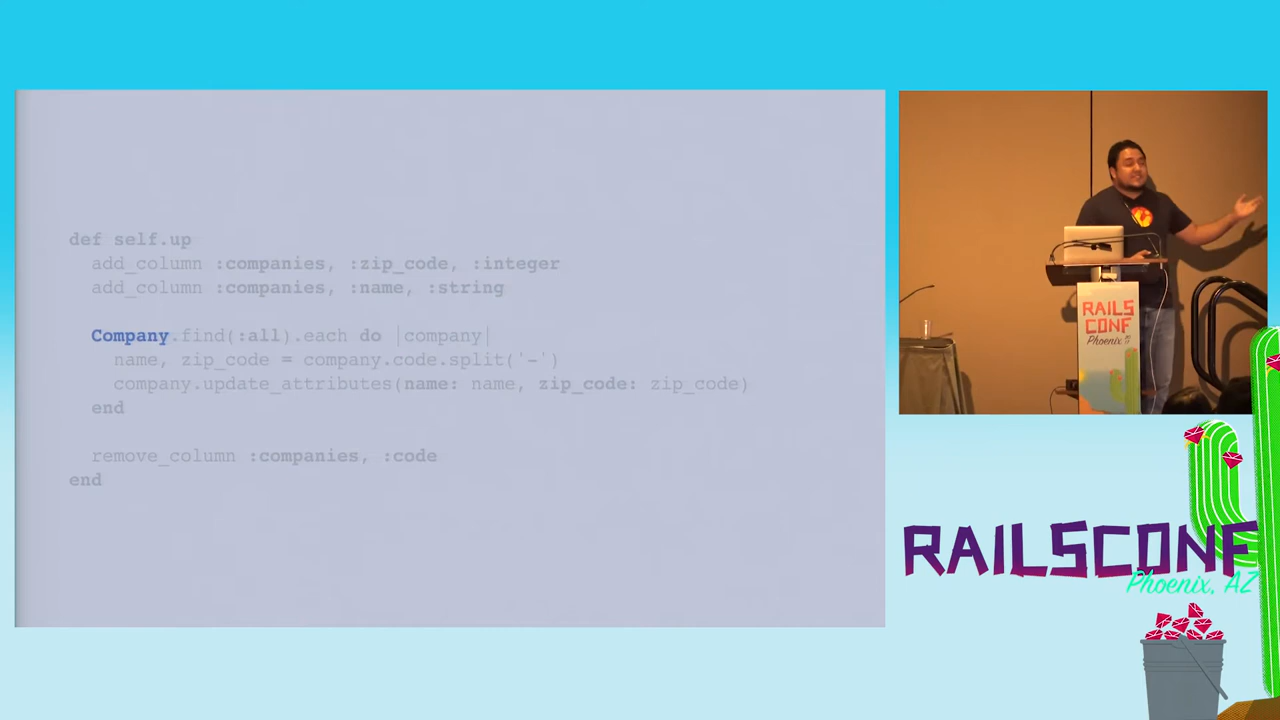 def self.up
add_column :companies, :zip_code, :integer
add_column :companies, :name, :string
Company.find(:all).each do |company|
name, zip_code = company.code.split('-')
company.update_attributes(name: name, zip_code: zip_code)
end
remove_column :companies, :code
end
RAILS
CONF
Phoenix
RAILSCONF
Phoenix, AZ